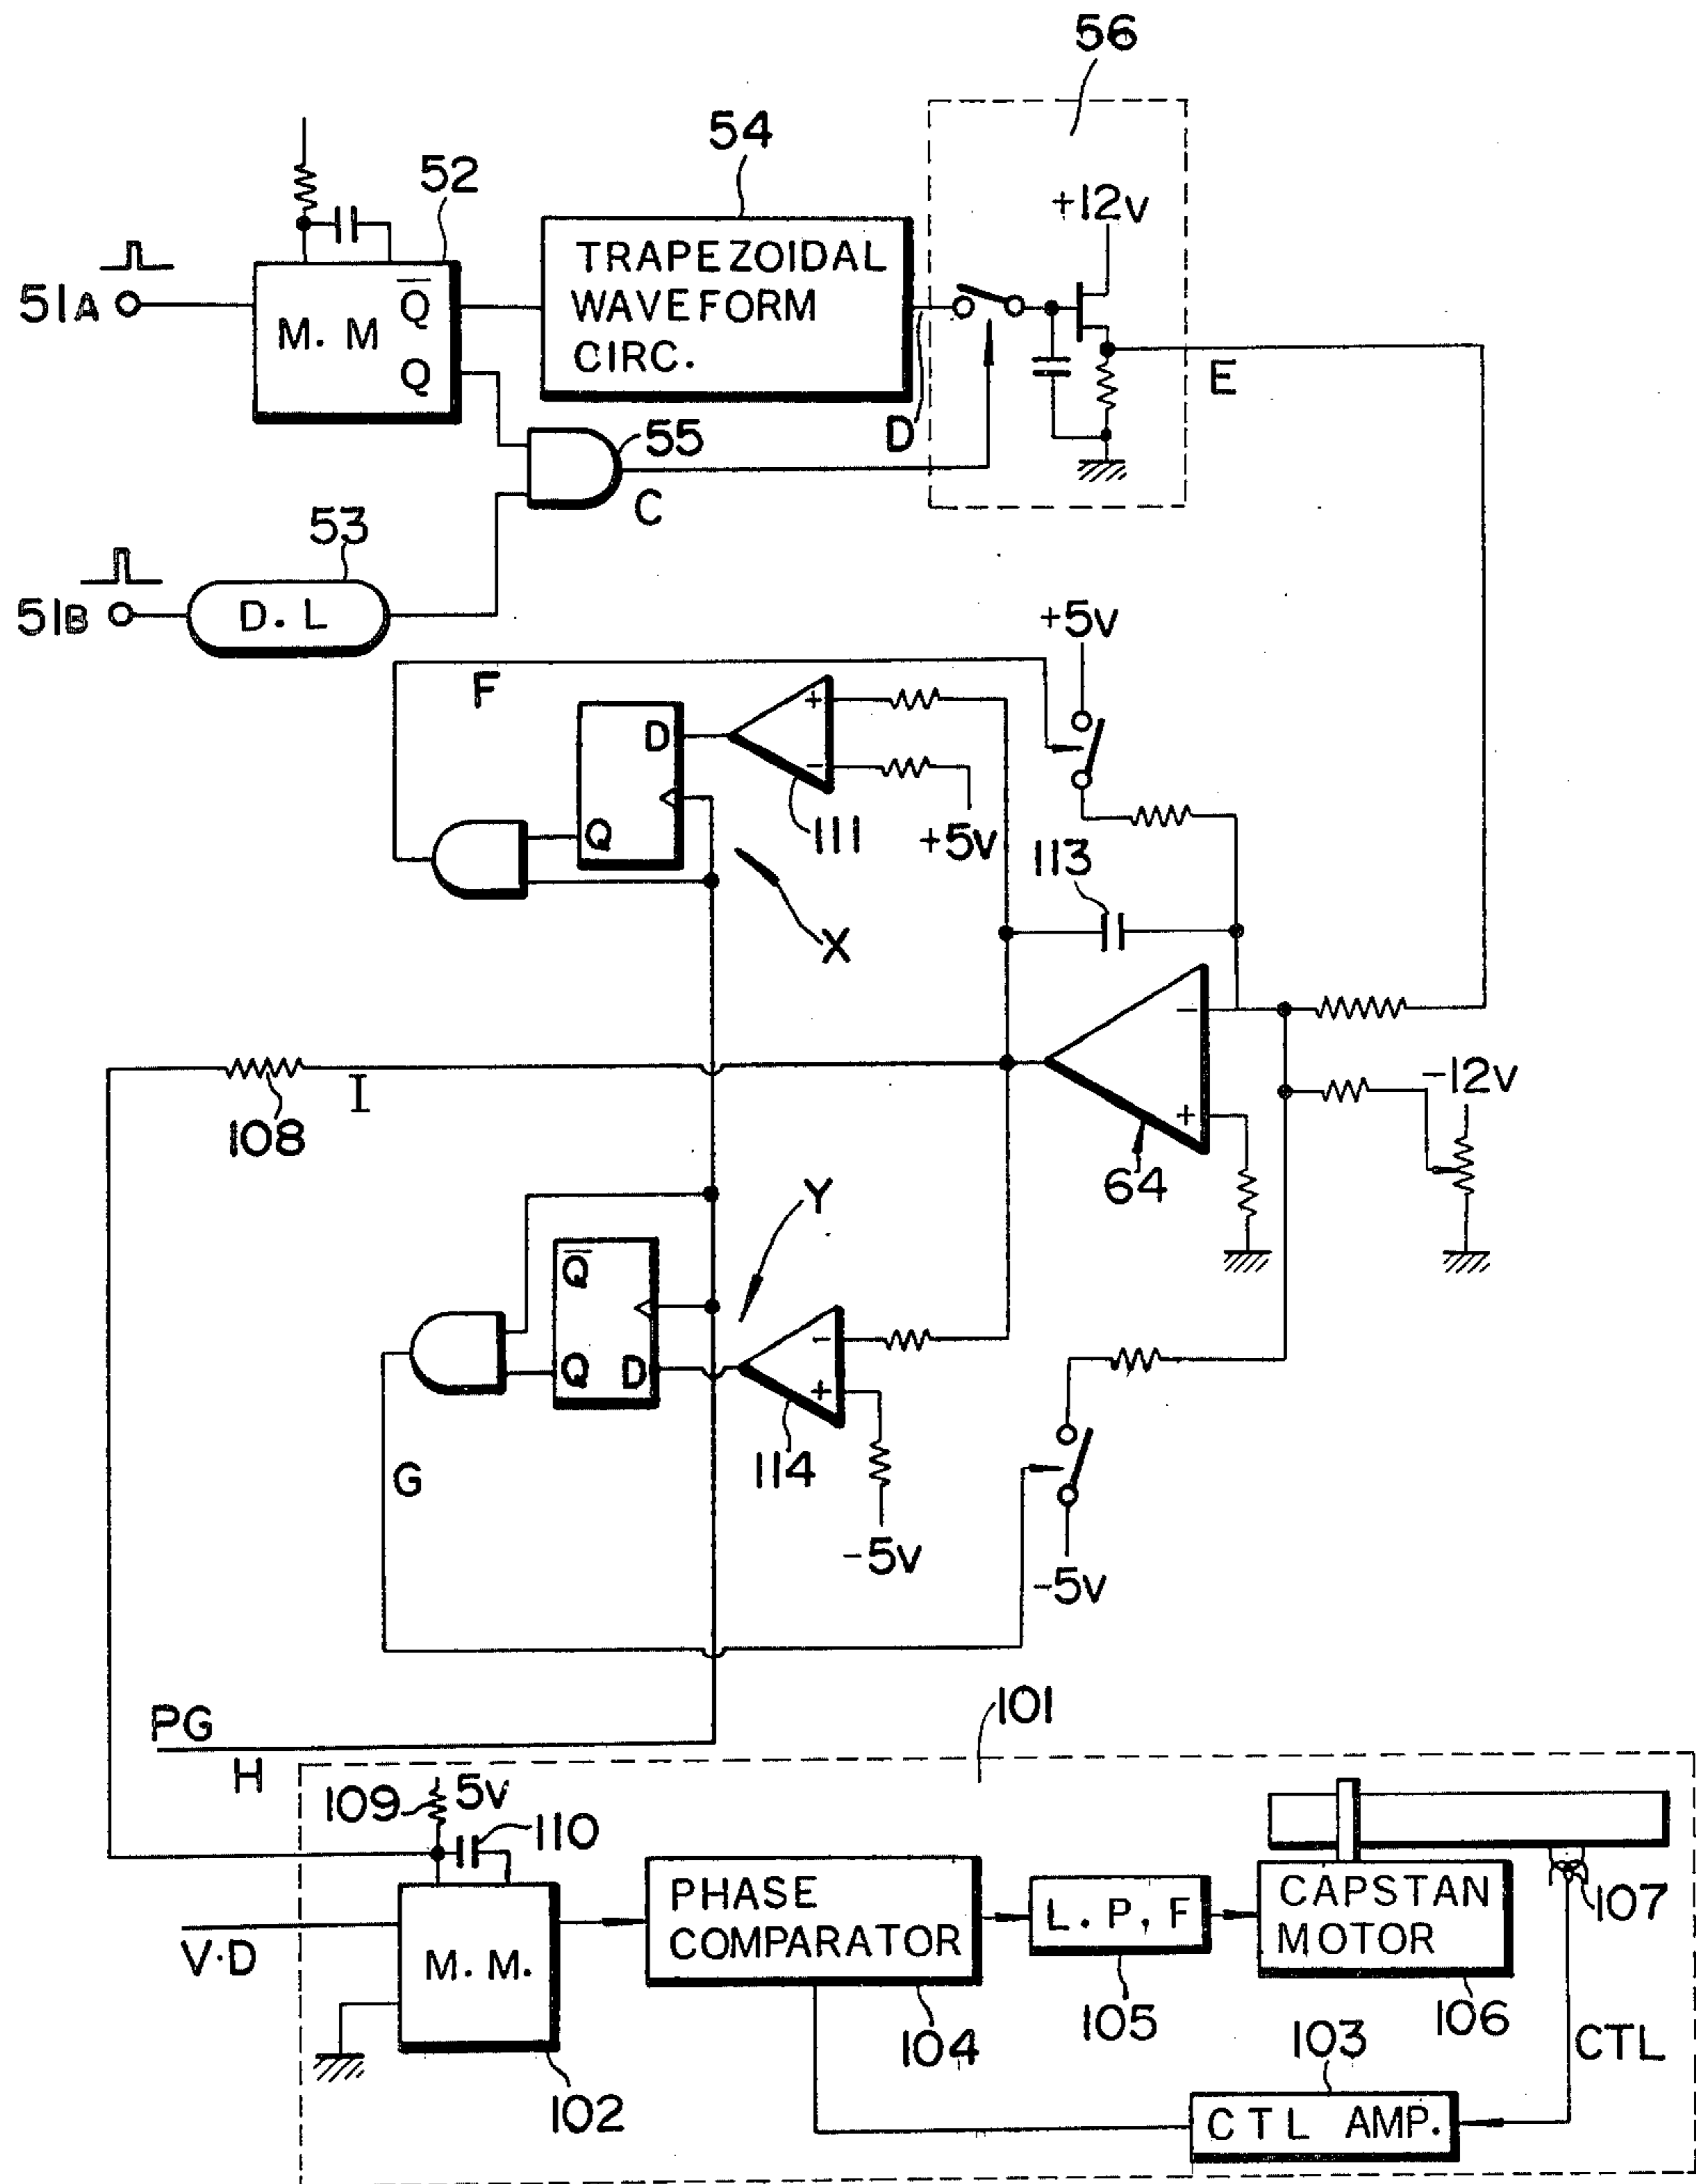 56
54
52
+12v
51A
M. M
Q̅
Q
TRAPEZOIDAL
WAVEFORM
CIRC.
D
E
55
C
53
51B
D. L
+5v
F
D
Q
+
−
111
+5v
113
X
−
+
64
-12v
I
108
Y
Q̅
Q
D
−
+
114
-5v
G
-5v
PG
H
101
109
5v
110
V.D
M. M.
102
PHASE
COMPARATOR
104
L. P, F
105
CAPSTAN
MOTOR
106
107
CTL
103
CTL AMP.